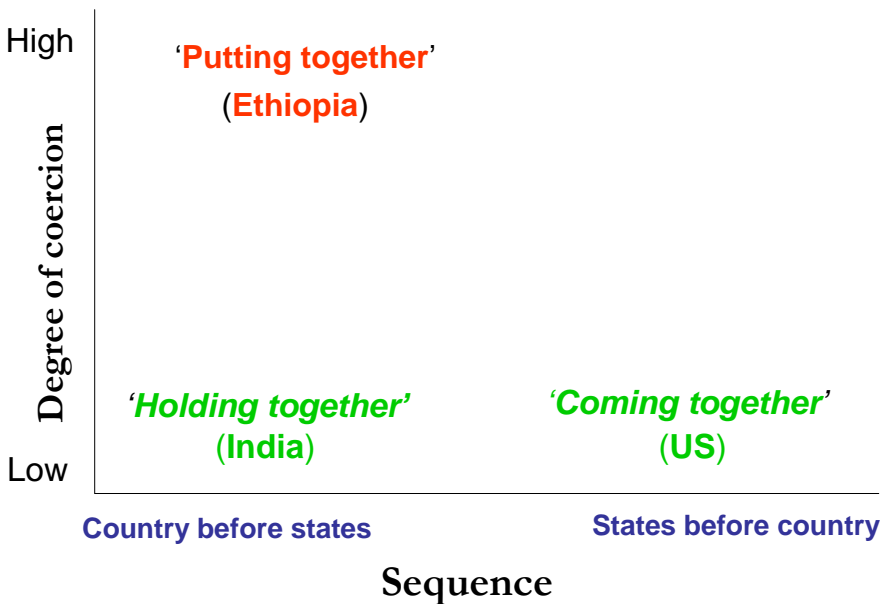 High
‘Putting together’
(Ethiopia)
Degree of coercion
‘Holding together’
(India)
‘Coming together’
(US)
Low
Country before states
States before country
Sequence